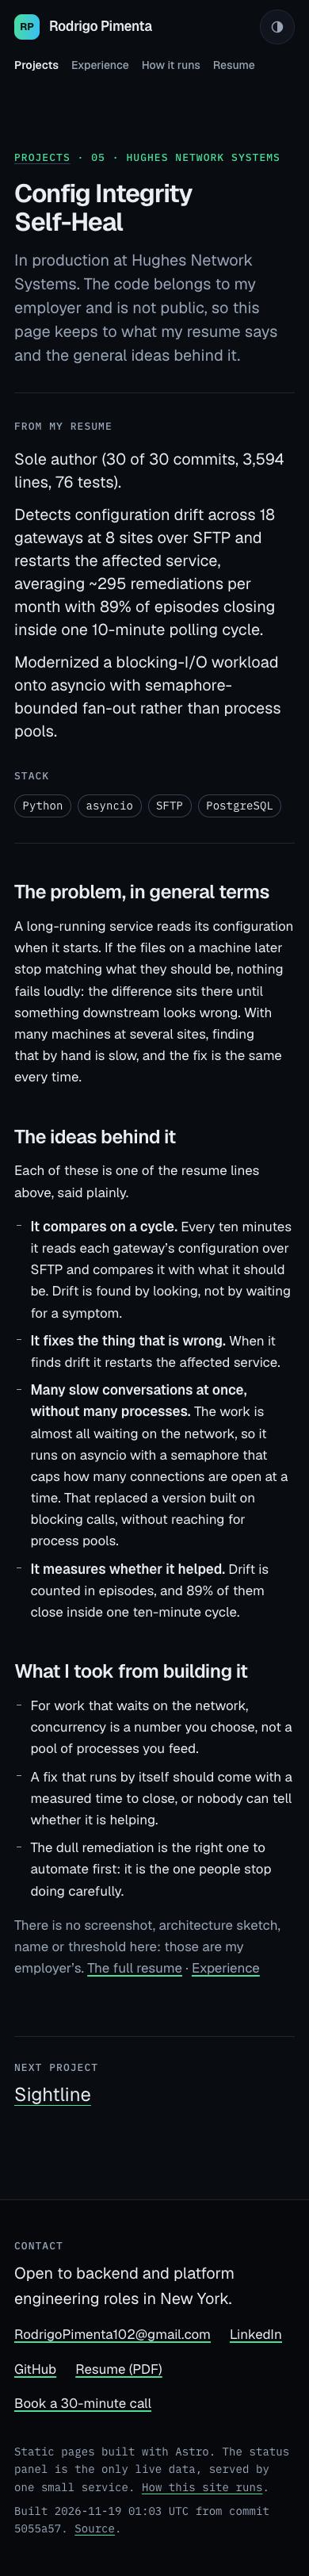 RP Rodrigo Pimenta
Projects Experience How it runs Resume
PROJECTS · 05 · HUGHES NETWORK SYSTEMS
Config Integrity
Self-Heal
In production at Hughes Network
Systems. The code belongs to my
employer and is not public, so this
page keeps to what my resume says
and the general ideas behind it.
FROM MY RESUME
Sole author (30 of 30 commits, 3,594
lines, 76 tests).
Detects configuration drift across 18
gateways at 8 sites over SFTP and
restarts the affected service,
averaging ~295 remediations per
month with 89% of episodes closing
inside one 10-minute polling cycle.
Modernized a blocking-I/O workload
onto asyncio with semaphore-
bounded fan-out rather than process
pools.
STACK
Python asyncio SFTP PostgreSQL
The problem, in general terms
A long-running service reads its configuration
when it starts. If the files on a machine later
stop matching what they should be, nothing
fails loudly: the difference sits there until
something downstream looks wrong. With
many machines at several sites, finding
that by hand is slow, and the fix is the same
every time.
The ideas behind it
Each of these is one of the resume lines
above, said plainly.
– It compares on a cycle. Every ten minutes
it reads each gateway’s configuration over
SFTP and compares it with what it should
be. Drift is found by looking, not by waiting
for a symptom.
– It fixes the thing that is wrong. When it
finds drift it restarts the affected service.
– Many slow conversations at once,
without many processes. The work is
almost all waiting on the network, so it
runs on asyncio with a semaphore that
caps how many connections are open at a
time. That replaced a version built on
blocking calls, without reaching for
process pools.
– It measures whether it helped. Drift is
counted in episodes, and 89% of them
close inside one ten-minute cycle.
What I took from building it
– For work that waits on the network,
concurrency is a number you choose, not a
pool of processes you feed.
– A fix that runs by itself should come with a
measured time to close, or nobody can tell
whether it is helping.
– The dull remediation is the right one to
automate first: it is the one people stop
doing carefully.
There is no screenshot, architecture sketch,
name or threshold here: those are my
employer’s. The full resume · Experience
NEXT PROJECT
Sightline
CONTACT
Open to backend and platform
engineering roles in New York.
RodrigoPimenta102@gmail.com LinkedIn
GitHub Resume (PDF)
Book a 30-minute call
Static pages built with Astro. The status
panel is the only live data, served by
one small service. How this site runs.
Built 2026-11-19 01:03 UTC from commit
5055a57. Source.